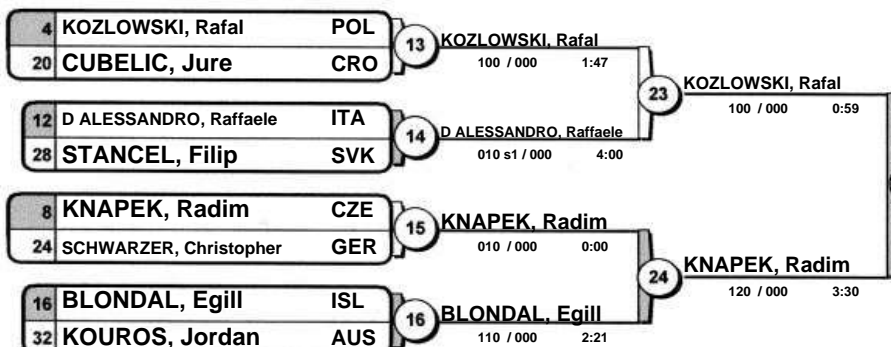 4 KOZLOWSKI, Rafal POL
20 CUBELIC, Jure CRO
13
KOZLOWSKI, Rafal
100 / 000 1:47
12 D ALESSANDRO, Raffaele ITA
28 STANCEL, Filip SVK
14
D ALESSANDRO, Raffaele
010 s1 / 000 4:00
23
KOZLOWSKI, Rafal
100 / 000 0:59
8 KNAPEK, Radim CZE
24 SCHWARZER, Christopher GER
15
KNAPEK, Radim
010 / 000 0:00
16 BLONDAL, Egill ISL
32 KOUROS, Jordan AUS
16
BLONDAL, Egill
110 / 000 2:21
24
KNAPEK, Radim
120 / 000 3:30